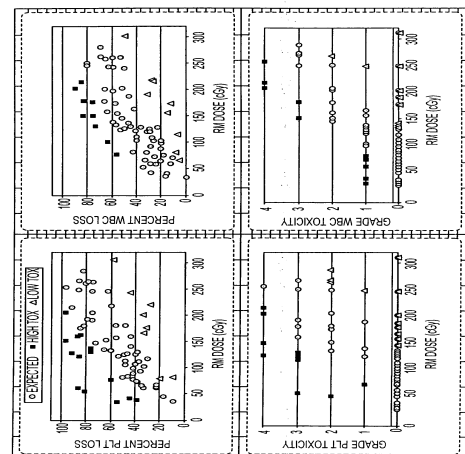 ○EXPECTED ■HIGH TOX △LOW TOX
PERCENT PLT LOSS
100
80
60
40
20
0
0 50 100 150 200 250 300
RM DOSE (cGy)
PERCENT WBC LOSS
100
80
60
40
20
0
0 50 100 150 200 250 300
RM DOSE (cGy)
GRADE PLT TOXICITY
4
3
2
1
0
0 50 100 150 200 250 300
RM DOSE (cGy)
GRADE WBC TOXICITY
4
3
2
1
0
0 50 100 150 200 250 300
RM DOSE (cGy)